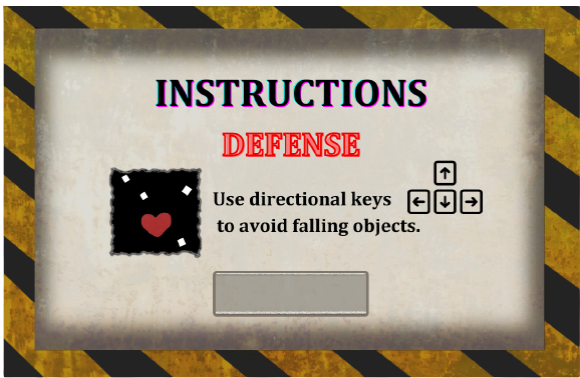 INSTRUCTIONS
DEFENSE
Use directional keys
to avoid falling objects.